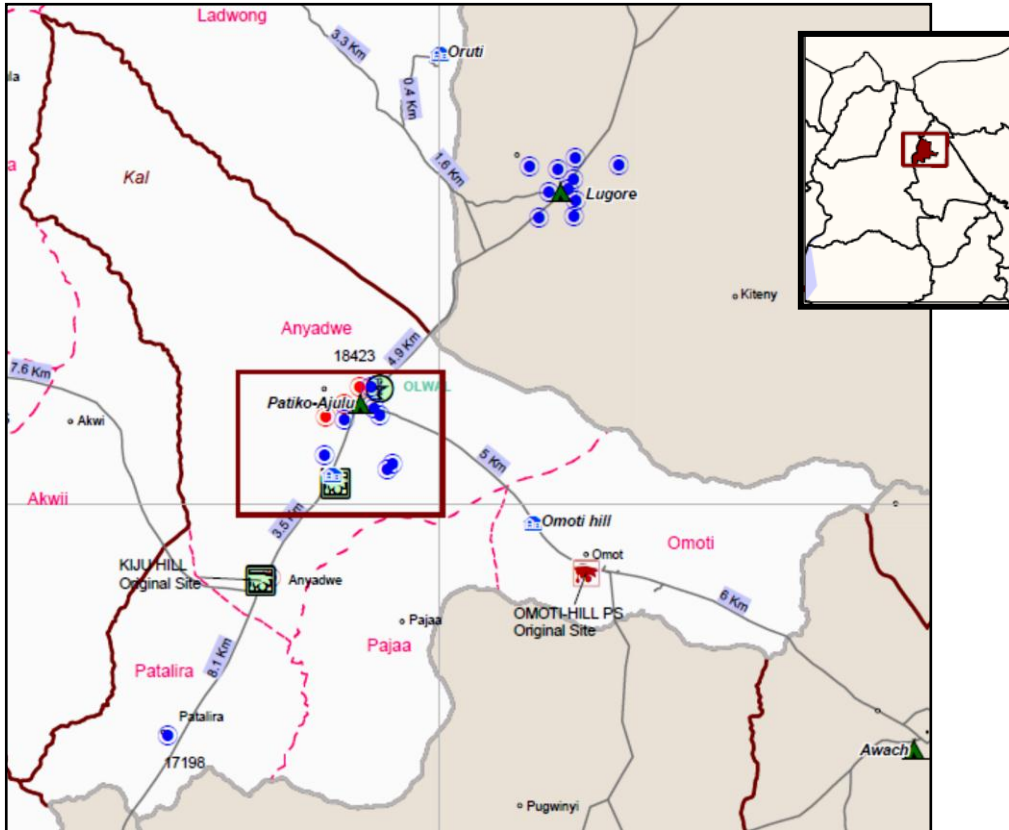 Ladwong
3.3 Km
Oruti
la
0.4 Km
1.6 Km
Kal
Lugore
Kiteny
Anyadwe
18423
4.9 Km
7.6 Km
OLWAL
Patiko-Ajulu
Akwi
5 Km
Akwii
3.5 Km
Omoti hill
Omoti
Omot
KIJU HILL
Original Site
Anyadwe
6 Km
OMOTI-HILL PS
Original Site
Pajaa
Pajaa
8.1 Km
Patalira
Patalira
17198
Awach
Pugwinyi